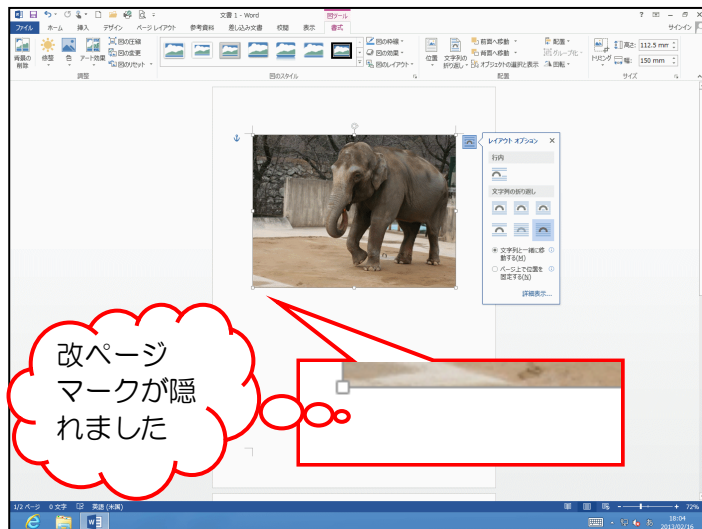 文書 1 - Word
図ツール
サインイン
ファイル ホーム 挿入 デザイン ページ レイアウト 参考資料 差し込み文書 校閲 表示 書式
背景の
削除
修整
色
アート効果
図の圧縮
図の変更
図のリセット
調整
図のスタイル
図の枠線
図の効果
図のレイアウト
位置
文字列の
折り返し
前面へ移動
背面へ移動
オブジェクトの選択と表示
配置
グループ化
回転
配置
トリミング
高さ: 112.5 mm
幅: 150 mm
サイズ
レイアウト オプション
行内
文字列の折り返し
文字列と一緒に移
動する(M)
ページ上で位置を
固定する(N)
詳細表示...
改ページ
マークが隠
れました
1/2 ページ 0 文字 英語 (米国)
72%
18:04
2013/02/16